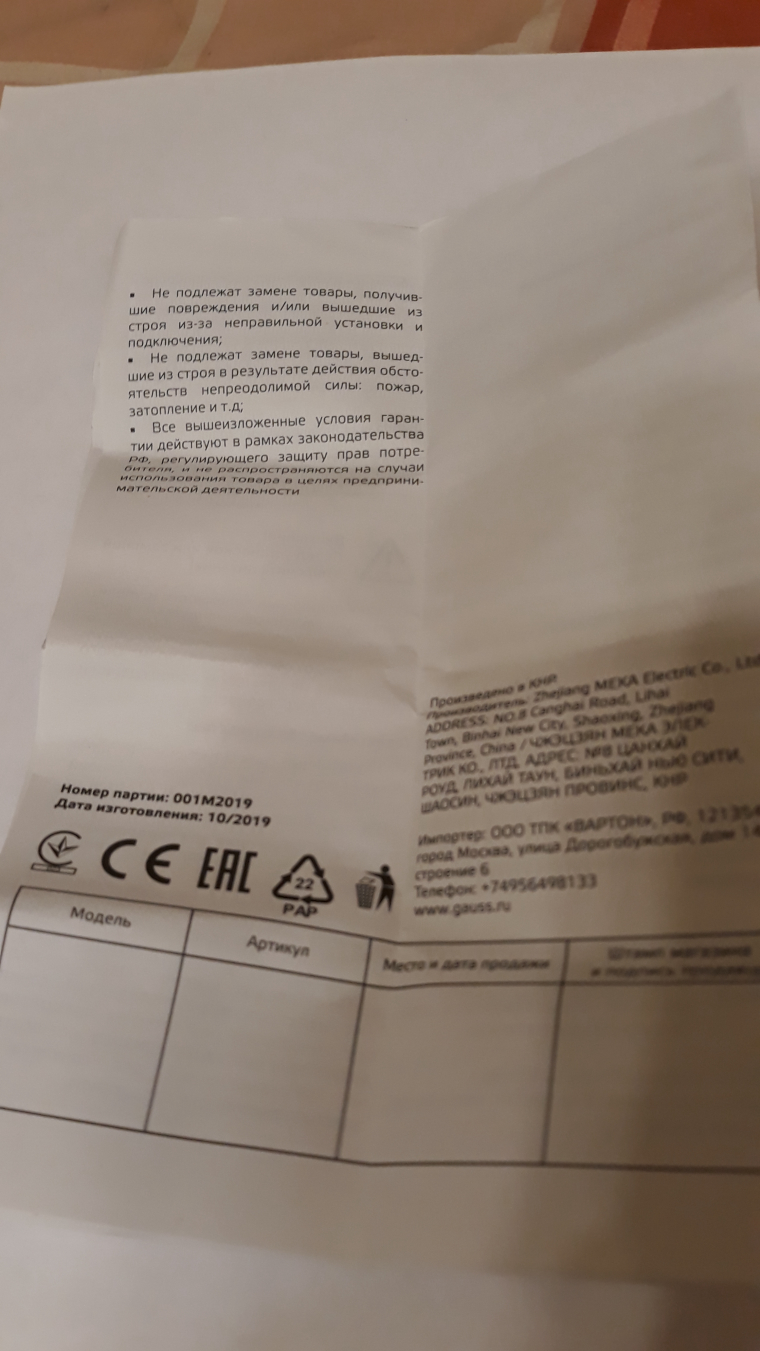 ▪ Не подлежат замене товары, получив-
шие повреждения и/или вышедшие из
строя из-за неправильной установки и
подключения;
▪ Не подлежат замене товары, вышед-
шие из строя в результате действия обсто-
ятельств непреодолимой силы: пожар,
затопление и т.д;
▪ Все вышеизложенные условия гаран-
тии действуют в рамках законодательства
РФ, регулирующего защиту прав потре-
бителя, и не распространяются на случаи
использования товара в целях предприни-
мательской деятельности
Произведено в КНР.
Производитель: Zhejiang MEKA Electric Co., Ltd
ADDRESS: NO.8 Canghai Road, Lihai
Town, Binhai New City, Shaoxing, Zhejiang
Province, China / ЧЖЭЦЗЯН МЕКА ЭЛЕК-
ТРИК КО., ЛТД, АДРЕС: №8 ЦАНХАЙ
РОУД, ЛИХАЙ ТАУН, БИНЬХАЙ НЬЮ СИТИ,
ШАОСИН, ЧЖЭЦЗЯН ПРОВИНС, КНР
Импортер: ООО ТПК «ВАРТОН», РФ, 121354
город Москва, улица Дорогобужская, дом 14
строение 6
Телефон: +74956498133
www.gauss.ru
Номер партии: 001M2019
Дата изготовления: 10/2019
CE EAC 22
PAP
Модель Артикул Место и дата продажи Штамп магазина
и подпись продавца